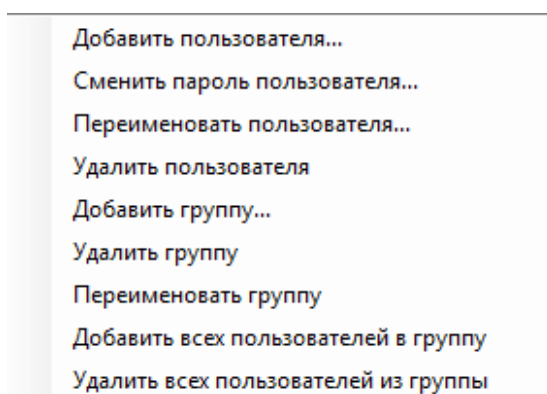 Добавить пользователя...
Сменить пароль пользователя...
Переименовать пользователя...
Удалить пользователя
Добавить группу...
Удалить группу
Переименовать группу
Добавить всех пользователей в группу
Удалить всех пользователей из группы